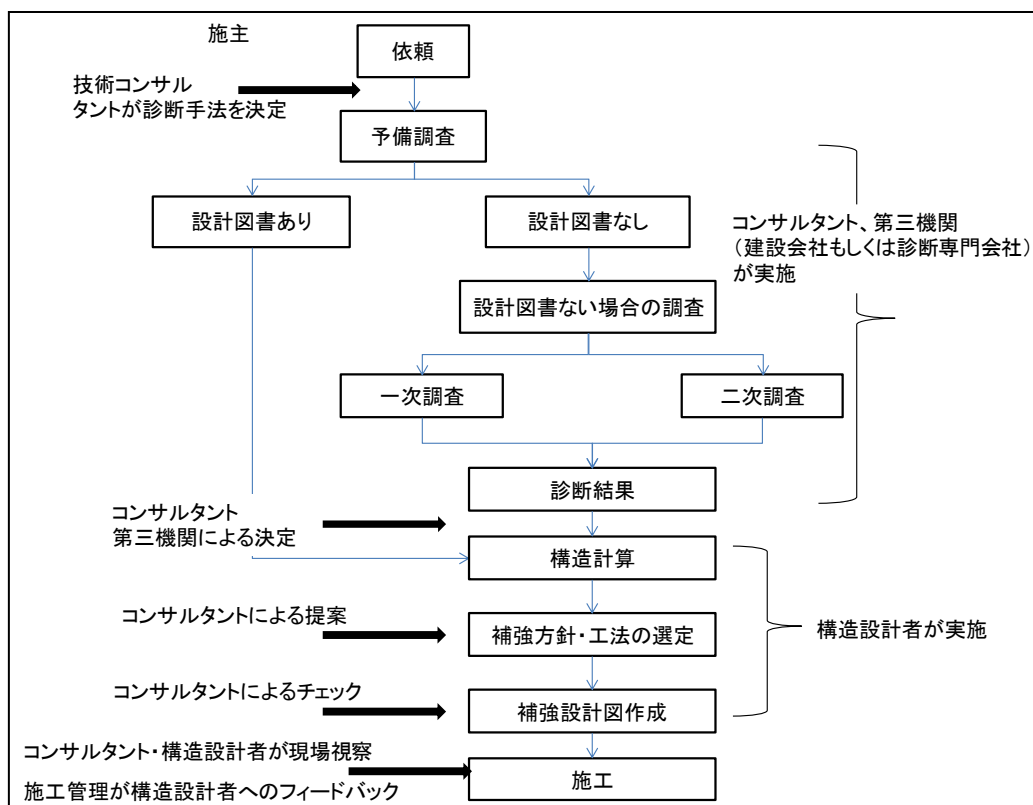 施主
依頼
技術コンサル
タントが診断手法を決定
予備調査
設計図書あり
設計図書なし
コンサルタント、第三機関
（建設会社もしくは診断専門会社）
が実施
設計図書ない場合の調査
一次調査
二次調査
診断結果
コンサルタント
第三機関による決定
構造計算
コンサルタントによる提案
補強方針・工法の選定
構造設計者が実施
コンサルタントによるチェック
補強設計図作成
コンサルタント・構造設計者が現場視察
施工管理が構造設計者へのフィードバック
施工